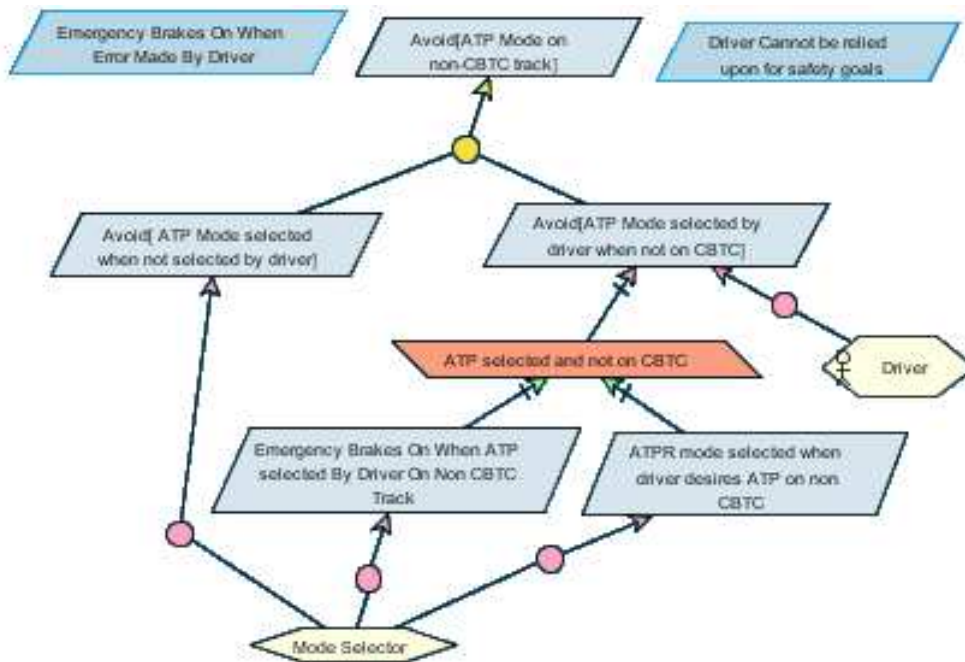 Emergency Brakes On When
Error Made By Driver
Avoid[ATP Mode on
non-CBTC track]
Driver Cannot be relied
upon for safety goals
Avoid[ ATP Mode selected
when not selected by driver]
Avoid[ATP Mode selected by
driver when not on CBTC]
ATP selected and not on CBTC
Driver
Emergency Brakes On When ATP
selected By Driver On Non CBTC
Track
ATPR mode selected when
driver desires ATP on non
CBTC
Mode Selector